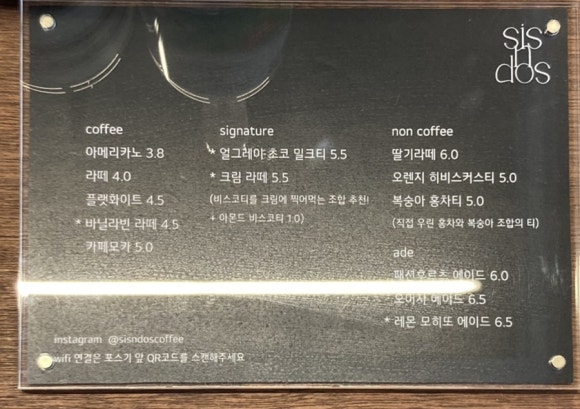 sis
n
dos
coffee
아메리카노 3.8
라떼 4.0
플랫화이트 4.5
* 바닐라빈 라떼 4.5
카페모카 5.0
signature
* 얼그레이 초코 밀크티 5.5
* 크림 라떼 5.5
(비스코티를 크림에 찍어먹는 조합 추천!
+ 아몬드 비스코티 1.0)
non coffee
딸기라떼 6.0
오렌지 히비스커스티 5.0
복숭아 홍차티 5.0
(직접 우린 홍차와 복숭아 조합의 티)
ade
패션후르츠 에이드 6.0
에이드 6.5
* 레몬 모히또 에이드 6.5
instagram @sisndoscoffee
wifi 연결은 포스기 앞 QR코드를 스캔해주세요